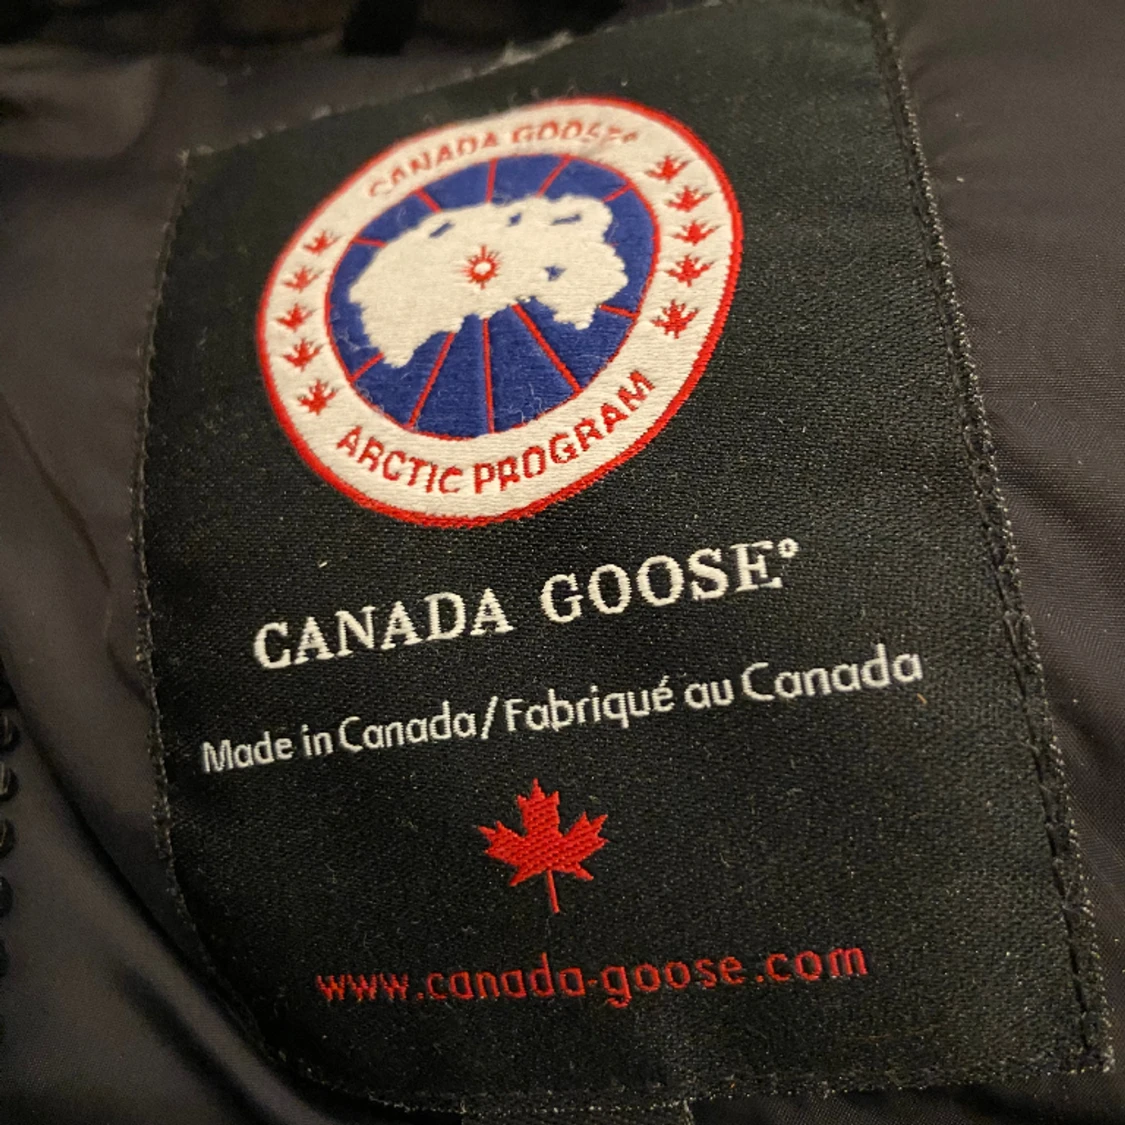 CANADA GOOSE®
ARCTIC PROGRAM
CANADA GOOSE®
Made in Canada/Fabriqué au Canada
www.canada-goose.com